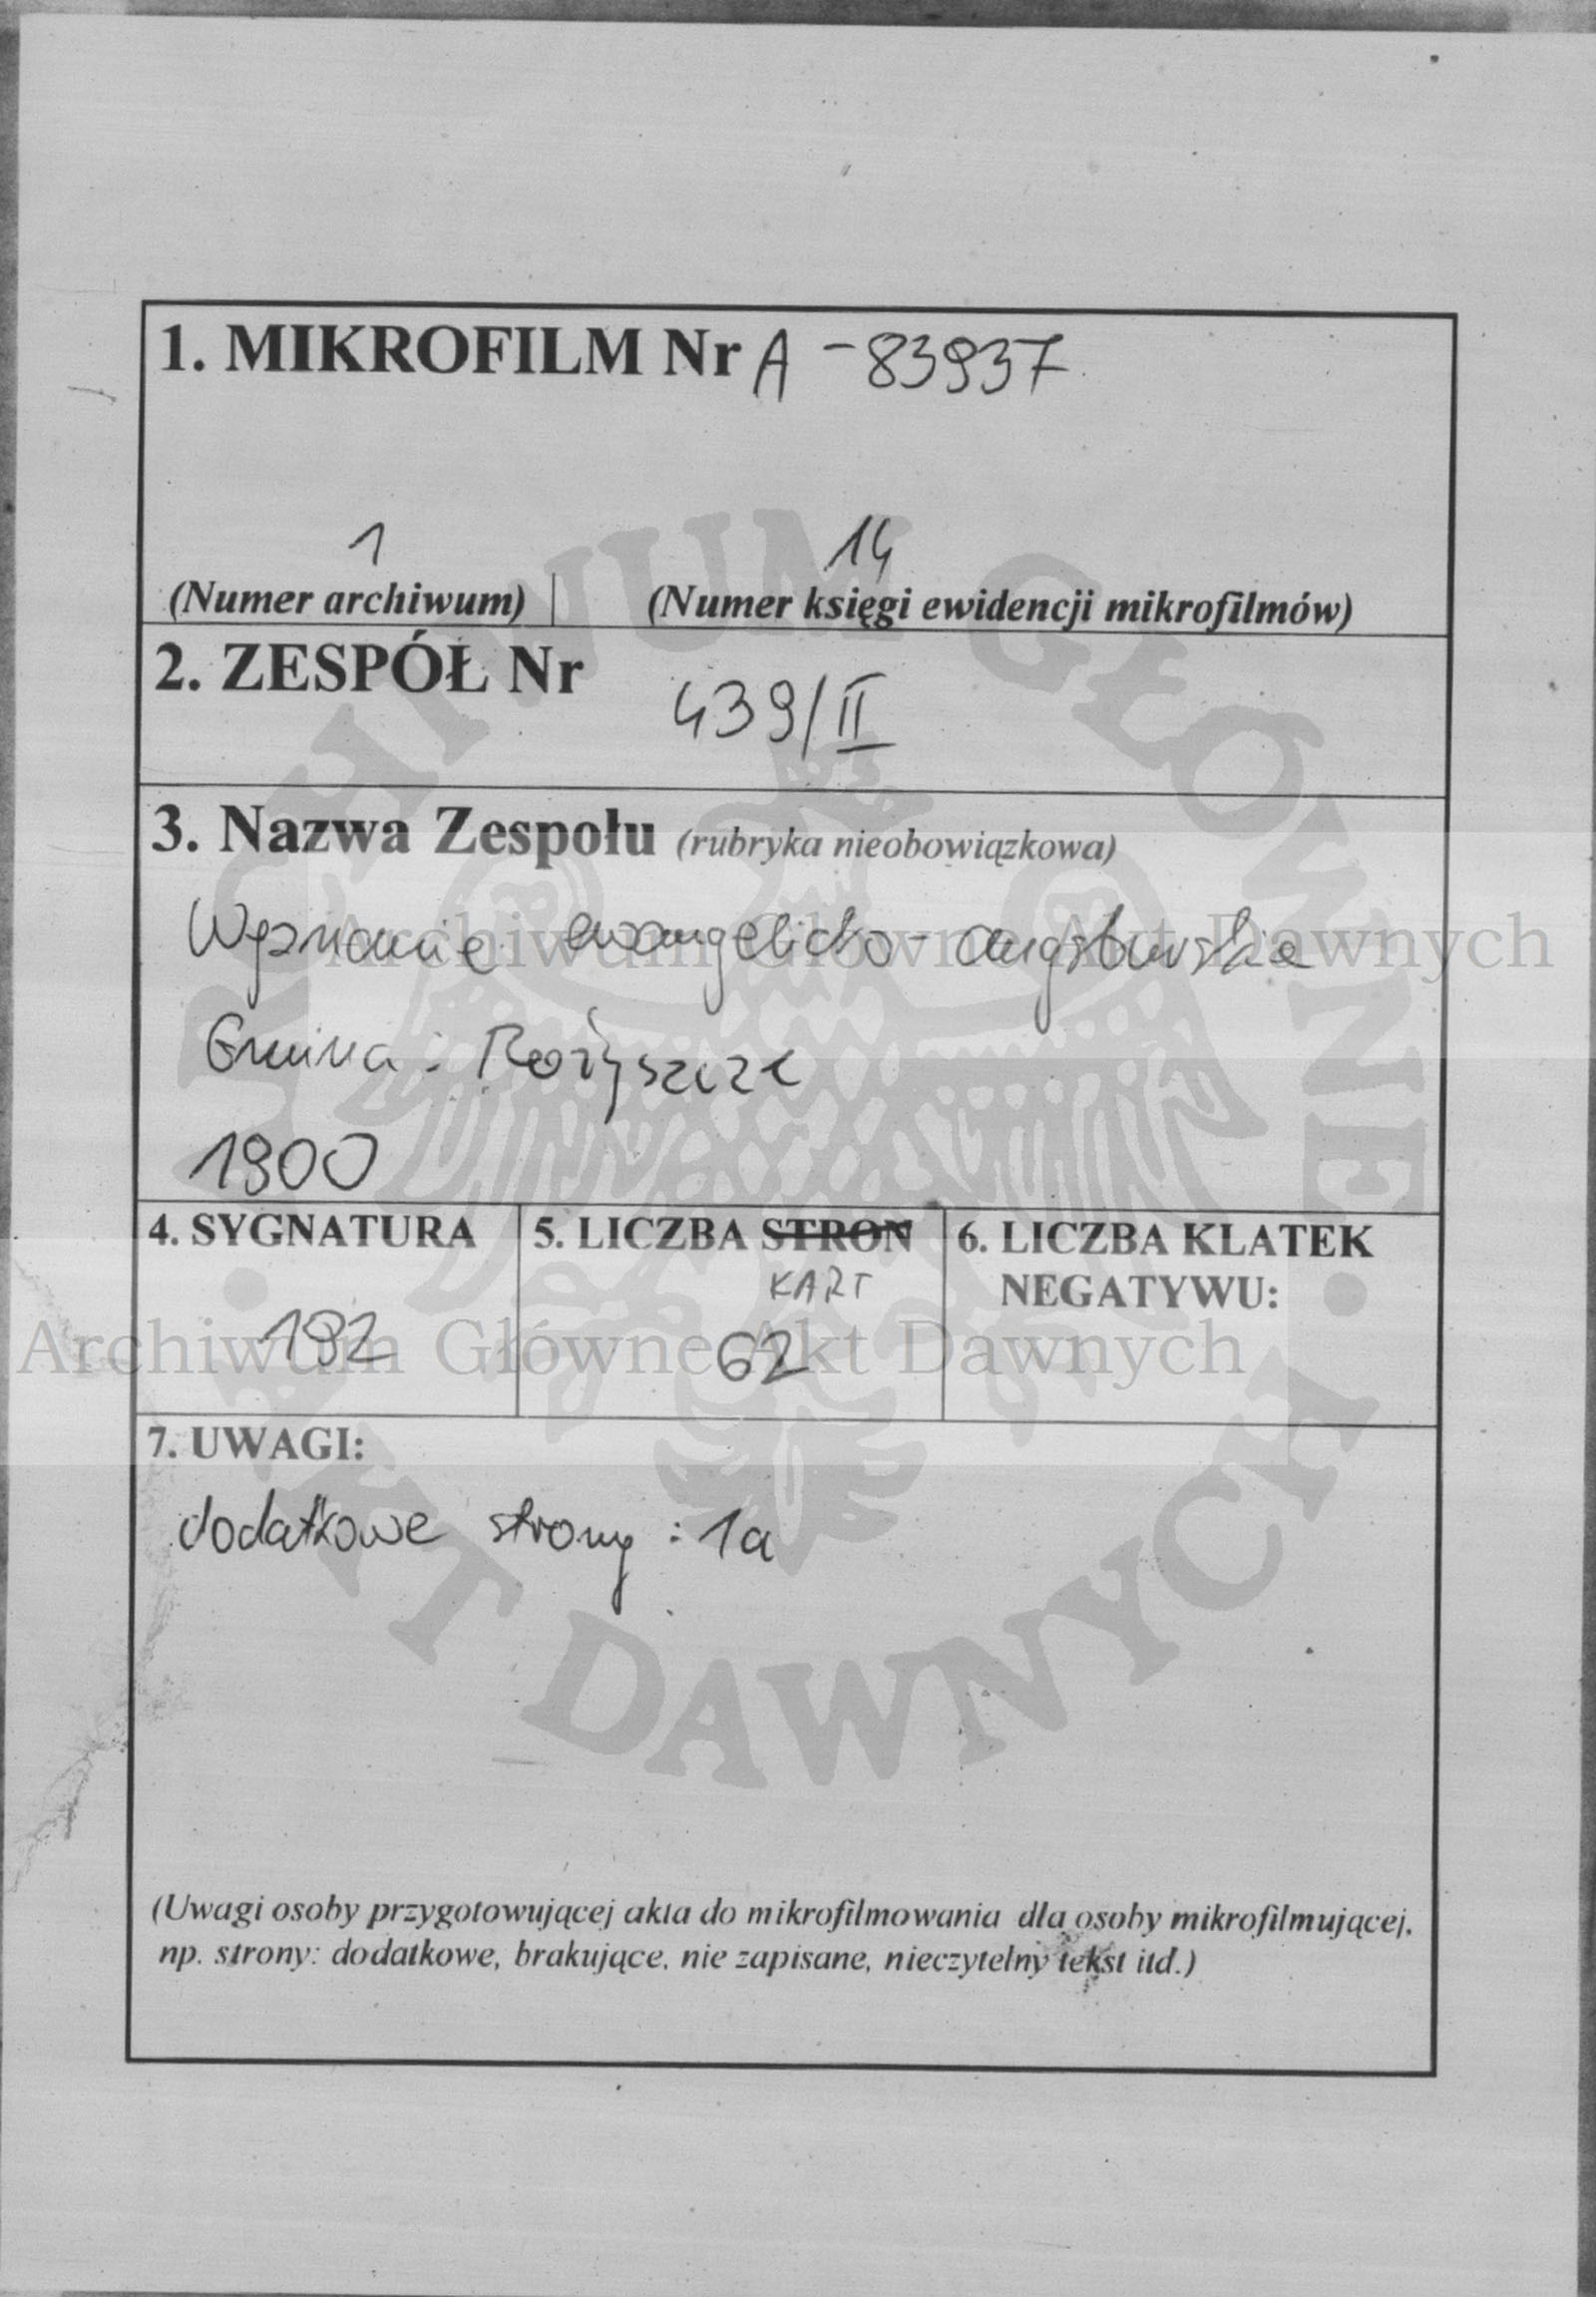 1. MIKROFILM Nr A - 83937
1 14
(Numer archiwum) (Numer księgi ewidencji mikrofilmów)
2. ZESPÓŁ Nr
439/II
3. Nazwa Zespołu (rubryka nieobowiązkowa)
Wyznanie ewangelicko - augsburskie
Gmina : Rożyszcze
1900
4. SYGNATURA 5. LICZBA STRON 6. LICZBA KLATEK
KART NEGATYWU:
192 62
7. UWAGI:
dodatkowe strony : 1a
(Uwagi osoby przygotowującej akta do mikrofilmowania dla osoby mikrofilmującej,
np. strony: dodatkowe, brakujące, nie zapisane, nieczytelny tekst itd.)
Archiwum Główne Akt Dawnych
Archiwum Główne Akt Dawnych
ARCHIWUM GŁÓWNE • AKT DAWNYCH •